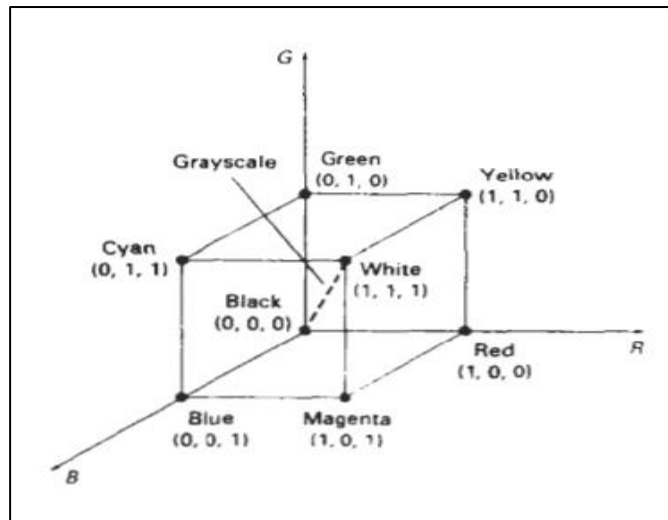 G
Grayscale
Green
(0, 1, 0)
Yellow
(1, 1, 0)
Cyan
(0, 1, 1)
White
(1, 1, 1)
Black
(0, 0, 0)
Red
(1, 0, 0)
R
Blue
(0, 0, 1)
Magenta
(1, 0, 1)
B